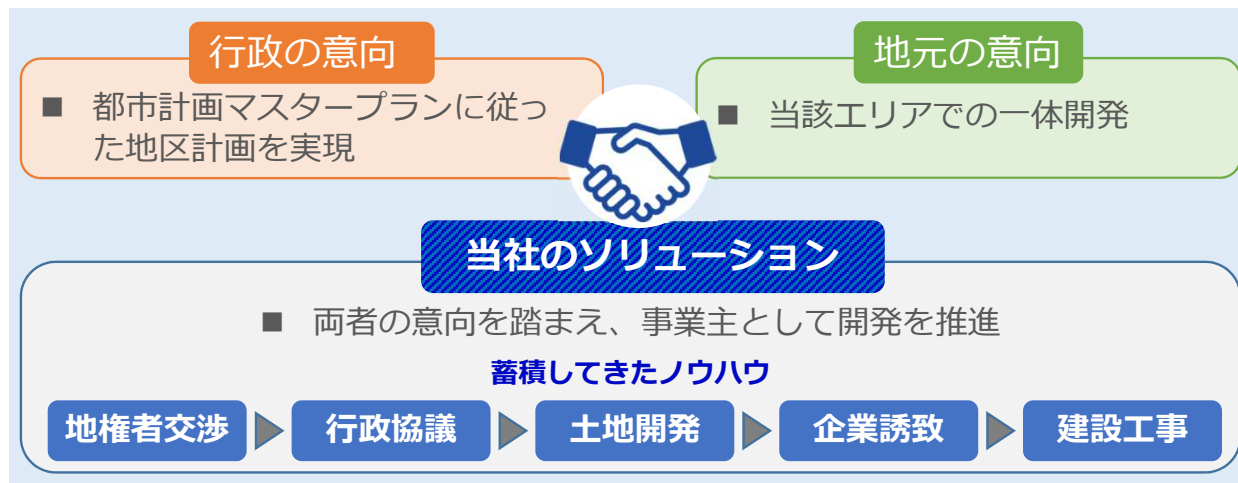 行政の意向
地元の意向
■ 都市計画マスタープランに従っ
た地区計画を実現
■ 当該エリアでの一体開発
当社のソリューション
■ 両者の意向を踏まえ、事業主として開発を推進
蓄積してきたノウハウ
地権者交渉
行政協議
土地開発
企業誘致
建設工事